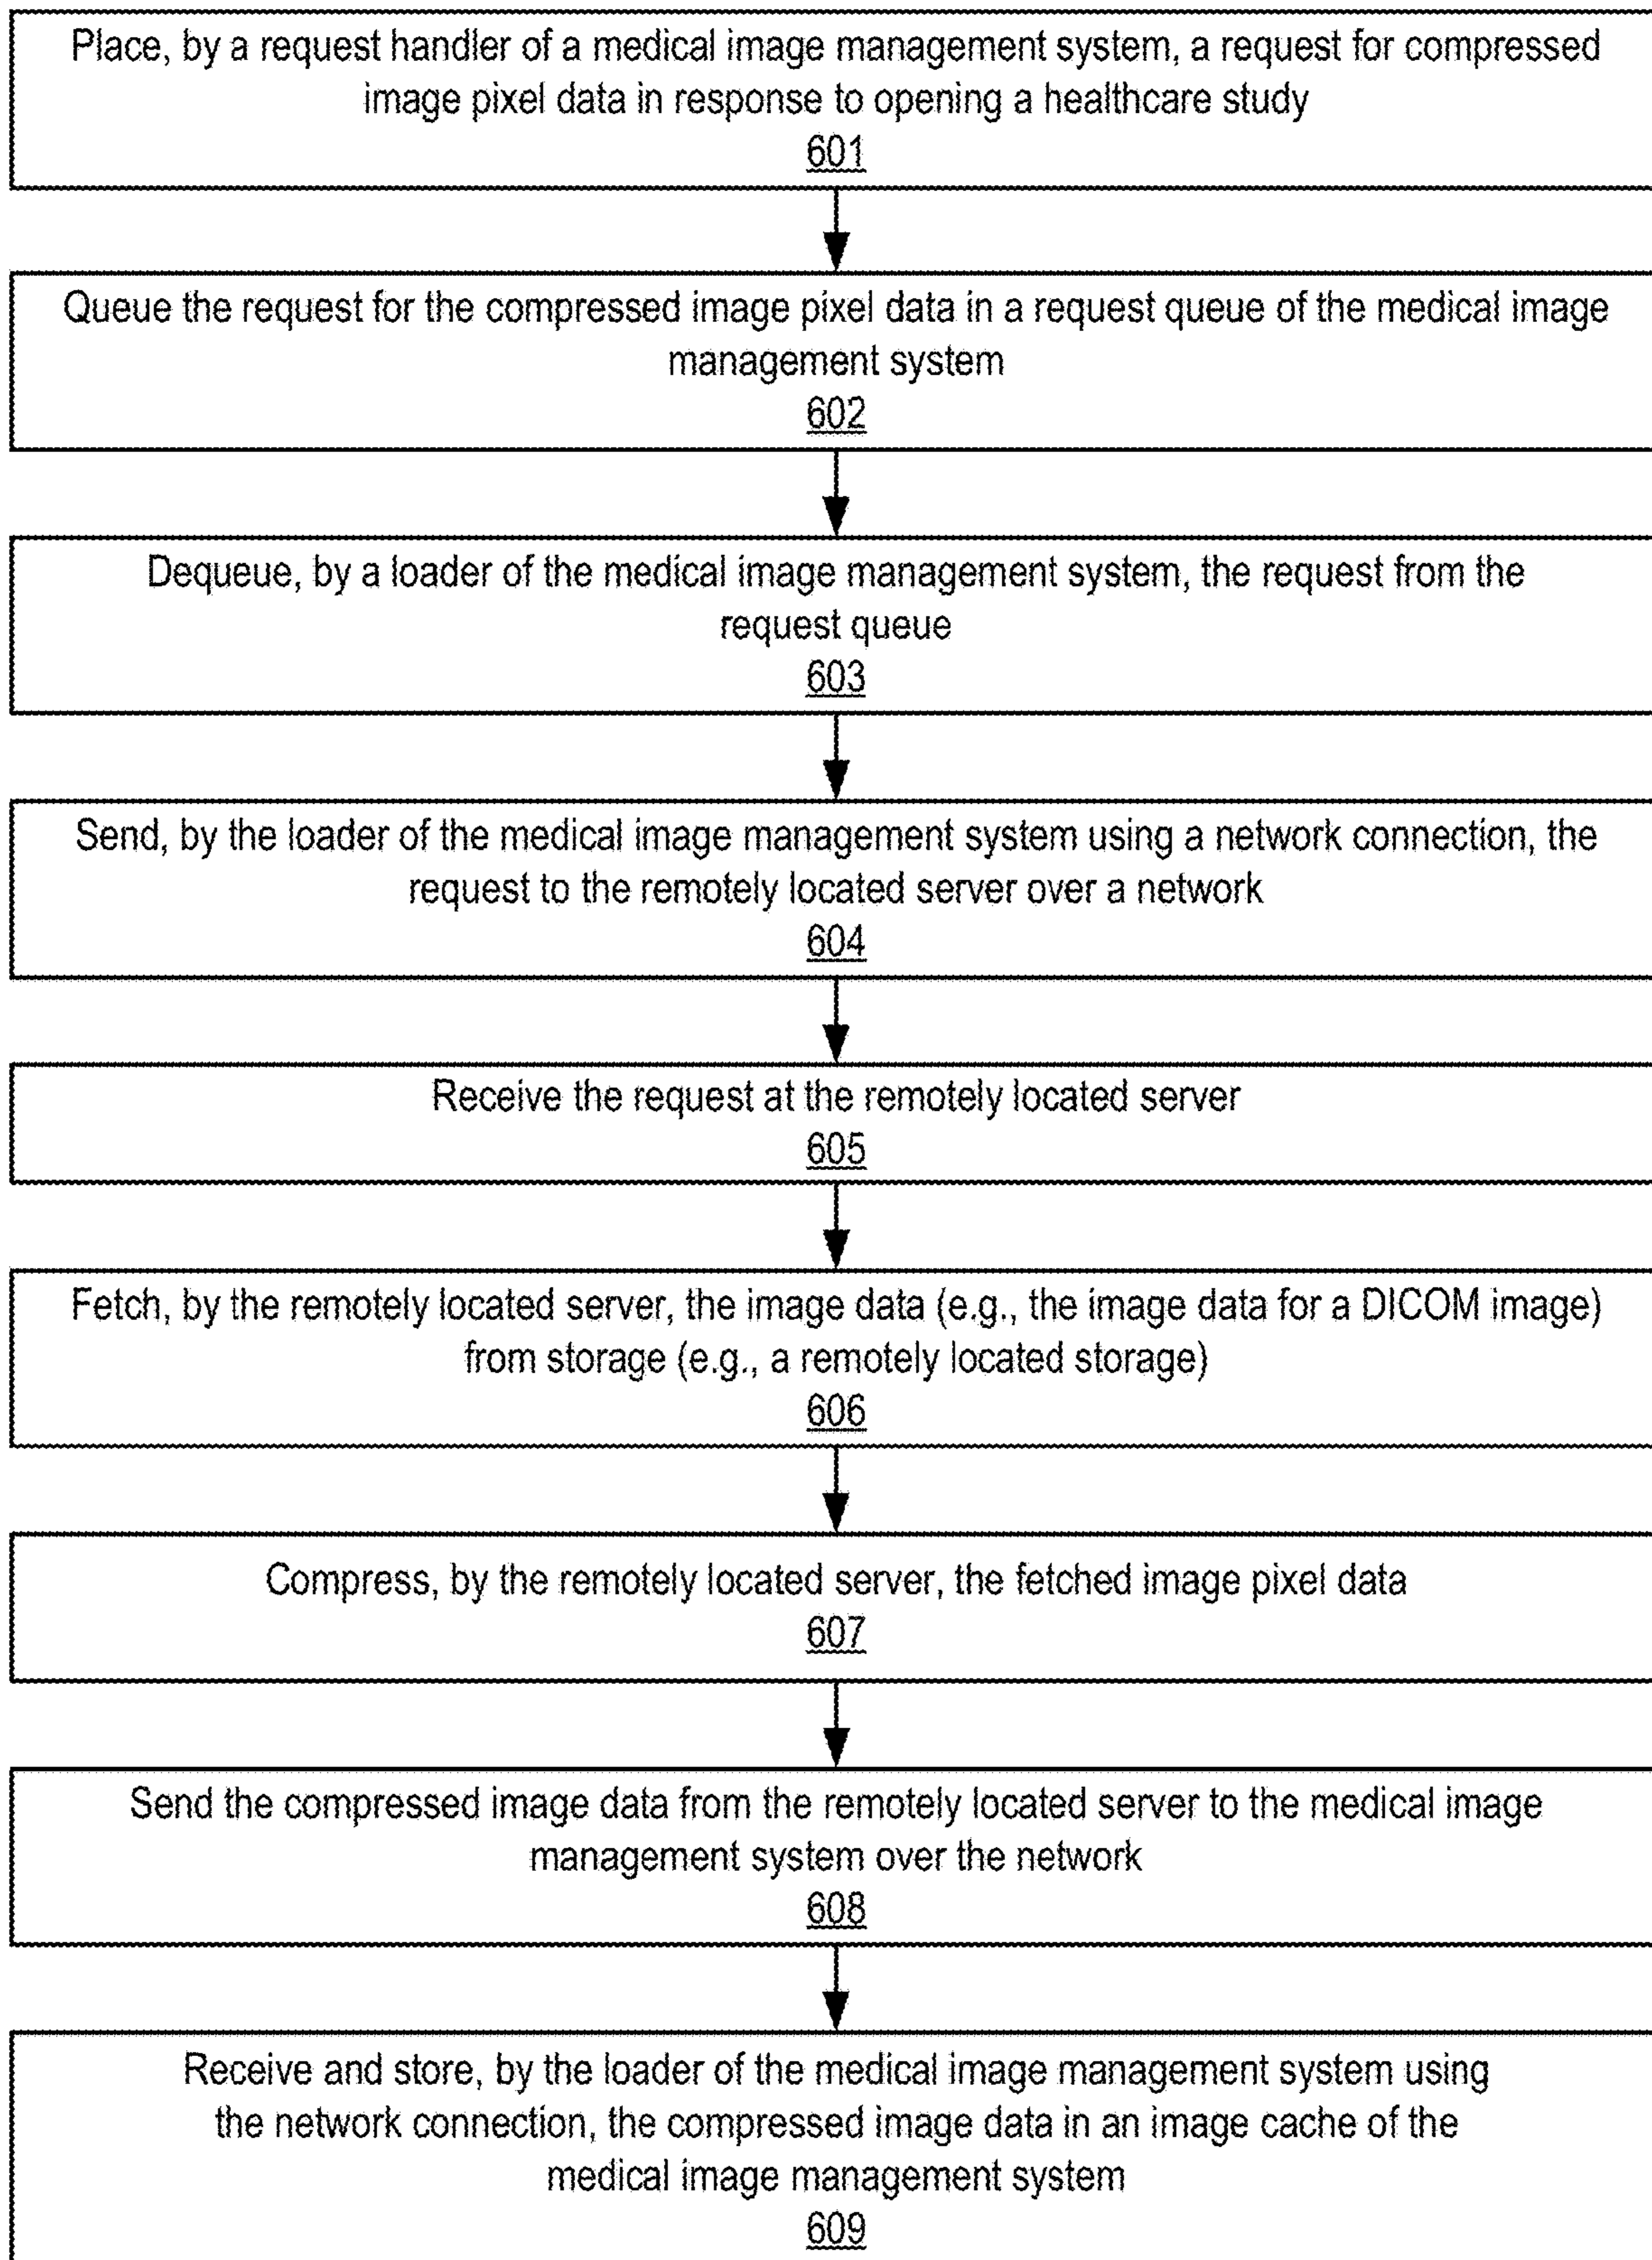 Place, by a request handler of a medical image management system, a request for compressed
image pixel data in response to opening a healthcare study
601
Queue the request for the compressed image pixel data in a request queue of the medical image
management system
602
Dequeue, by a loader of the medical image management system, the request from the
request queue
603
Send, by the loader of the medical image management system using a network connection, the
request to the remotely located server over a network
604
Receive the request at the remotely located server
605
Fetch, by the remotely located server, the image data (e.g., the image data for a DICOM image)
from storage (e.g., a remotely located storage)
606
Compress, by the remotely located server, the fetched image pixel data
607
Send the compressed image data from the remotely located server to the medical image
management system over the network
608
Receive and store, by the loader of the medical image management system using
the network connection, the compressed image data in an image cache of the
medical image management system
609